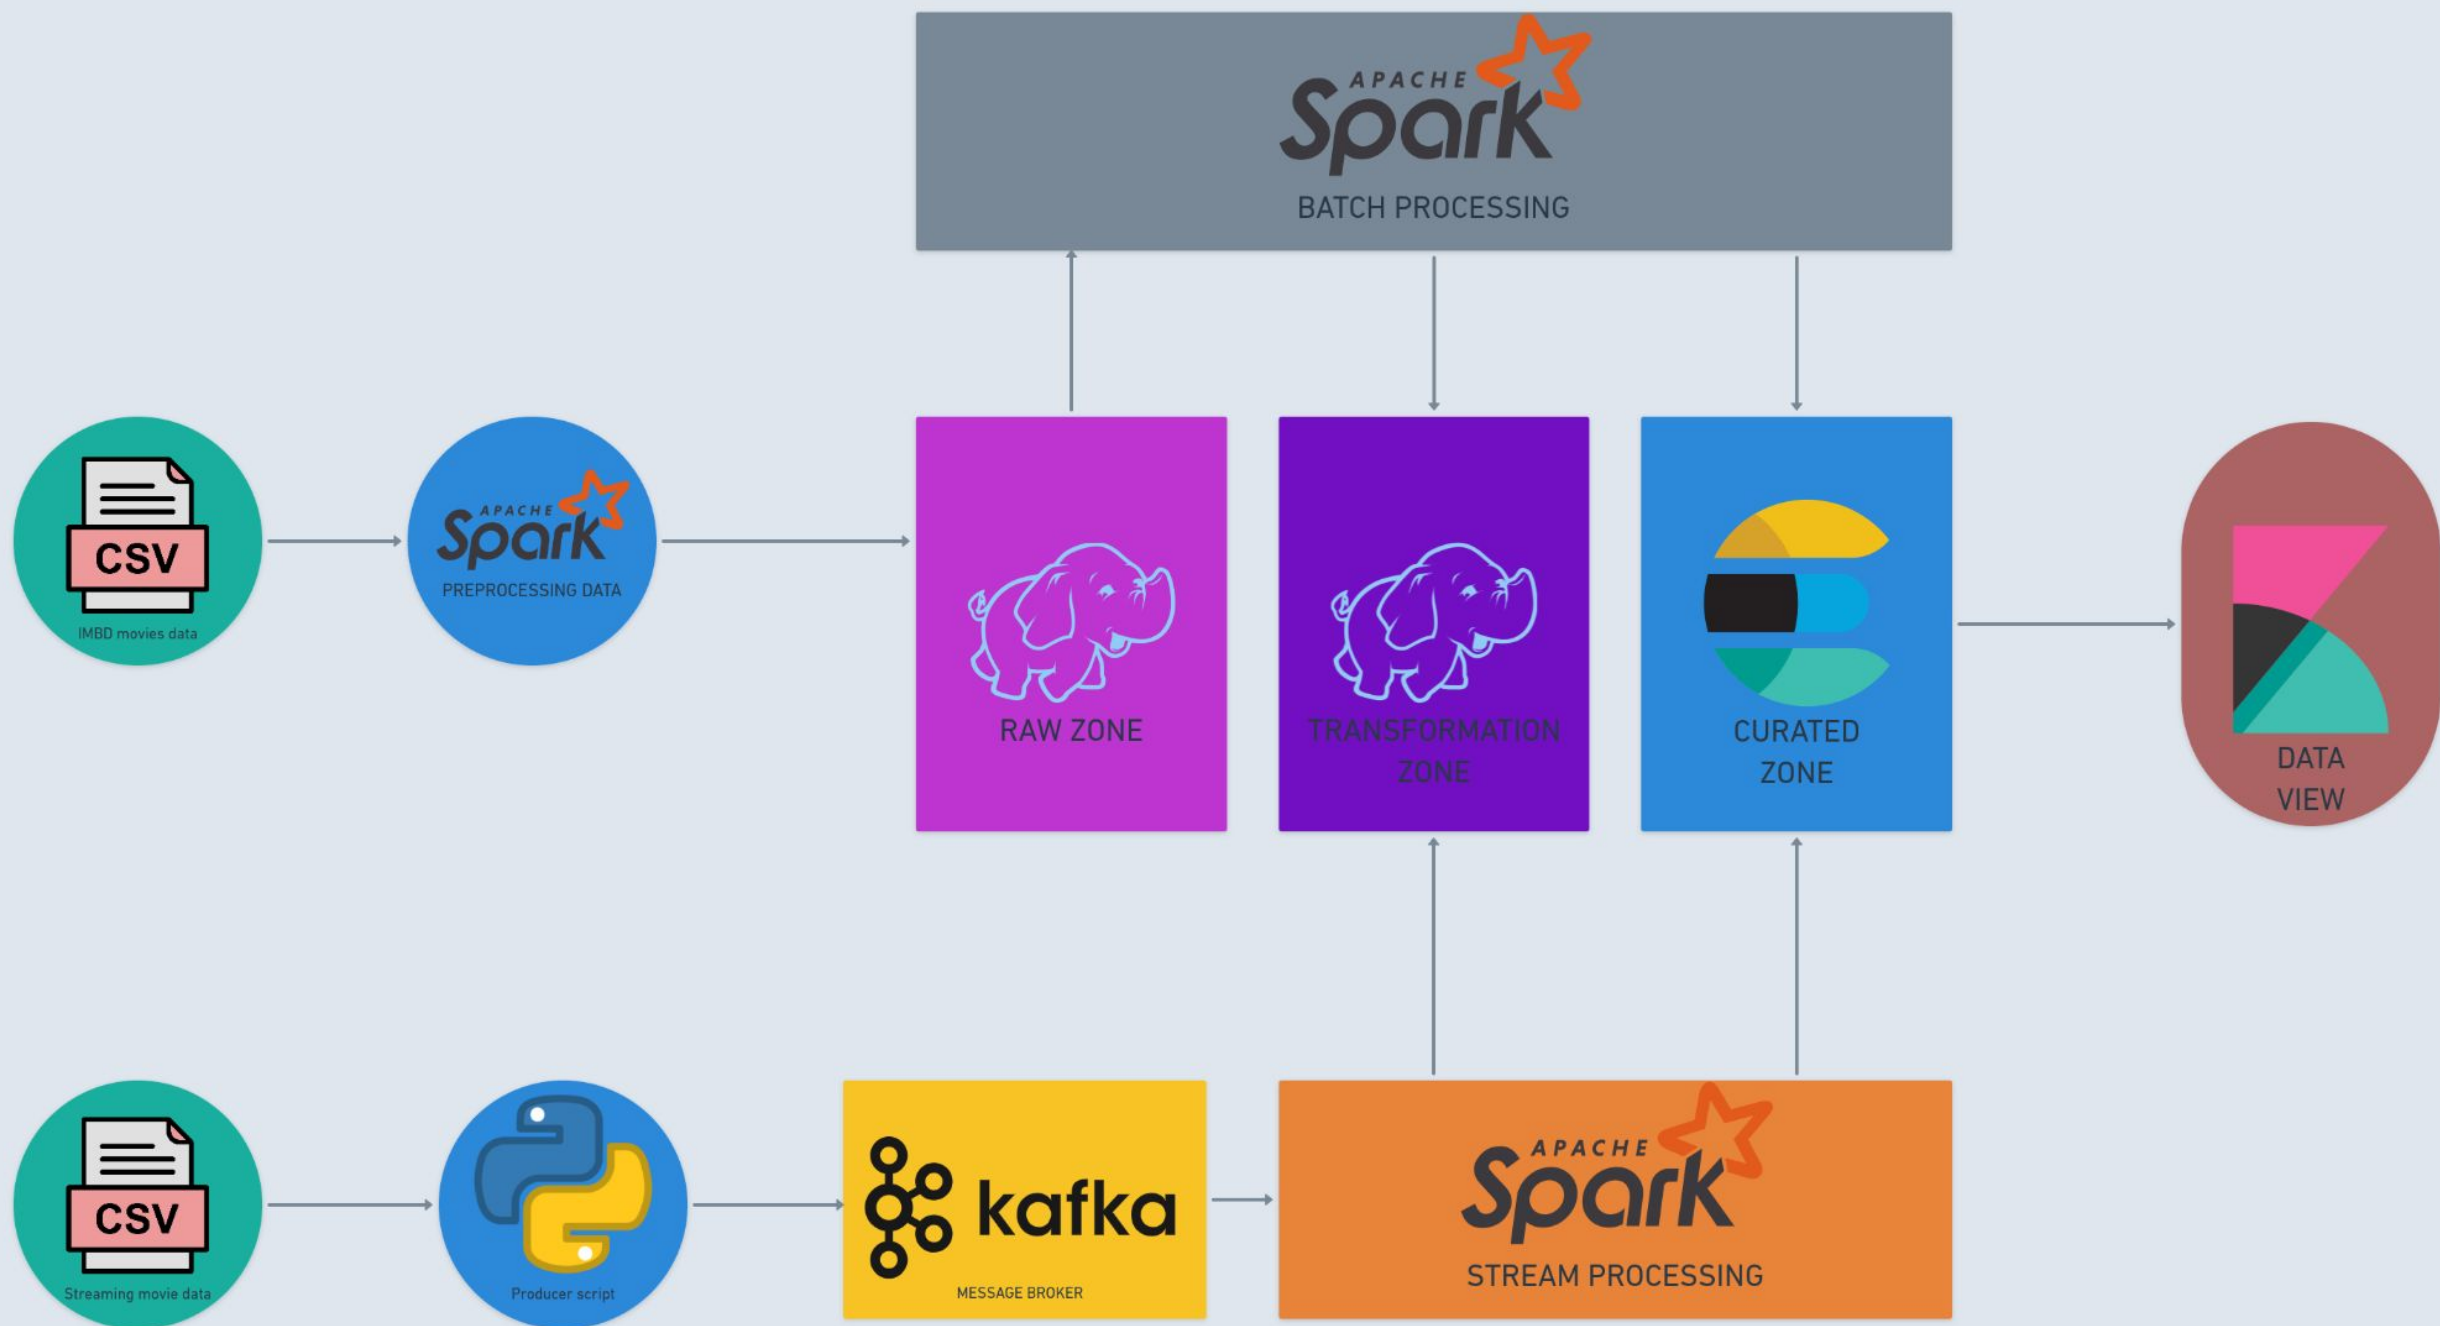 APACHE
Spark
BATCH PROCESSING
CSV
IMBD movies data
APACHE
Spark
PREPROCESSING DATA
RAW ZONE
TRANSFORMATION
ZONE
CURATED
ZONE
DATA
VIEW
CSV
Streaming movie data
Producer script
kafka
MESSAGE BROKER
APACHE
Spark
STREAM PROCESSING